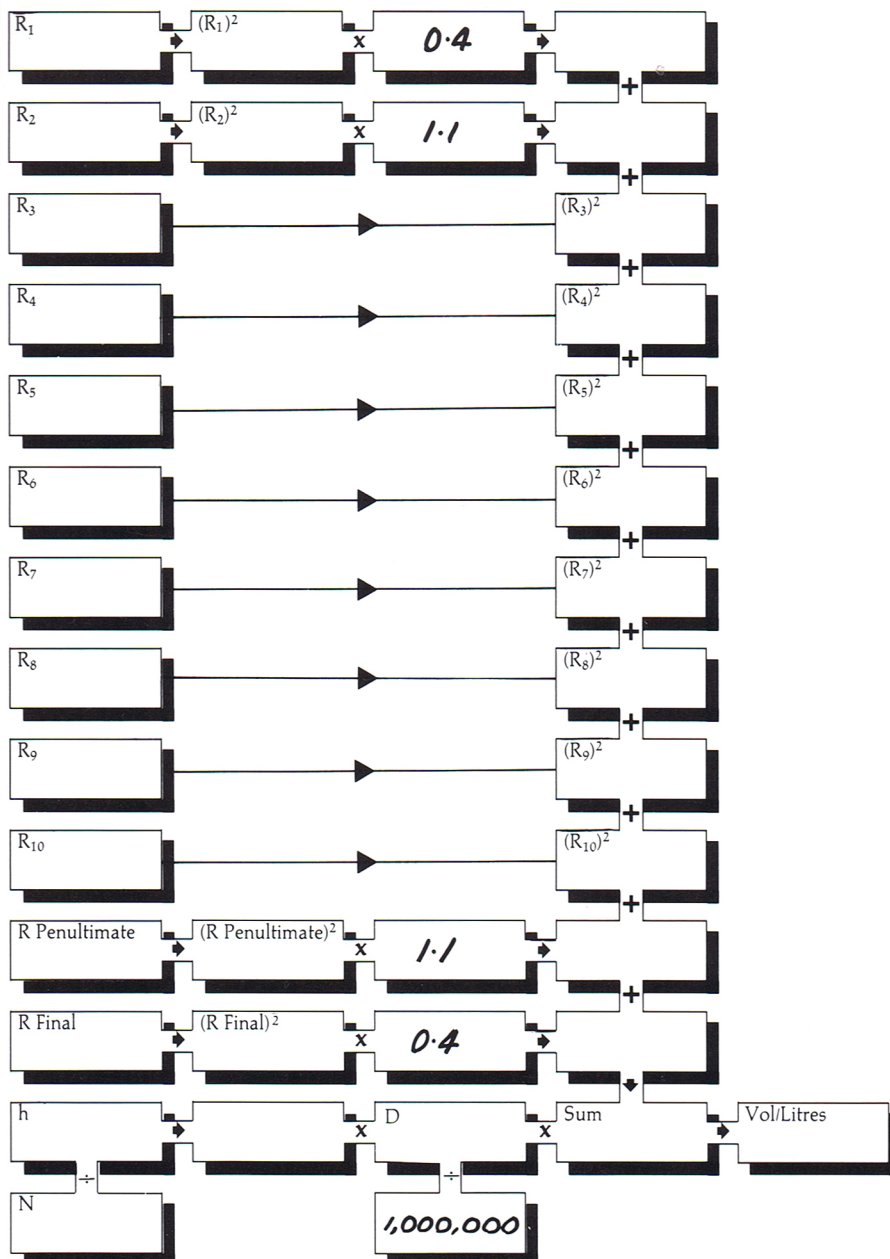 R₁ (R₁)² x 0.4
+
R₂ (R₂)² x 1.1
+
R₃ (R₃)²
+
R₄ (R₄)²
+
R₅ (R₅)²
+
R₆ (R₆)²
+
R₇ (R₇)²
+
R₈ (R₈)²
+
R₉ (R₉)²
+
R₁₀ (R₁₀)²
+
R Penultimate (R Penultimate)² x 1.1
+
R Final (R Final)² x 0.4
h x D x Sum Vol/Litres
÷ ÷
N 1,000,000